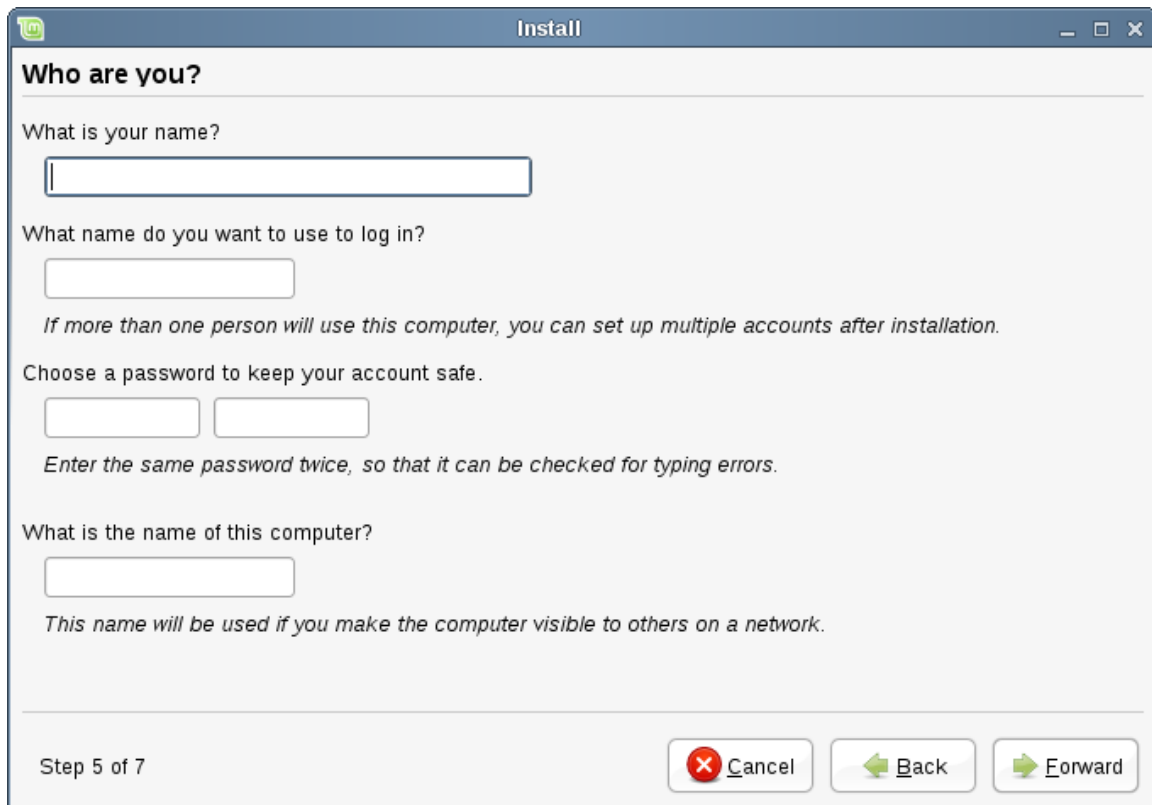 Install
Who are you?
What is your name?
What name do you want to use to log in?
If more than one person will use this computer, you can set up multiple accounts after installation.
Choose a password to keep your account safe.
Enter the same password twice, so that it can be checked for typing errors.
What is the name of this computer?
This name will be used if you make the computer visible to others on a network.
Step 5 of 7 Cancel Back Forward